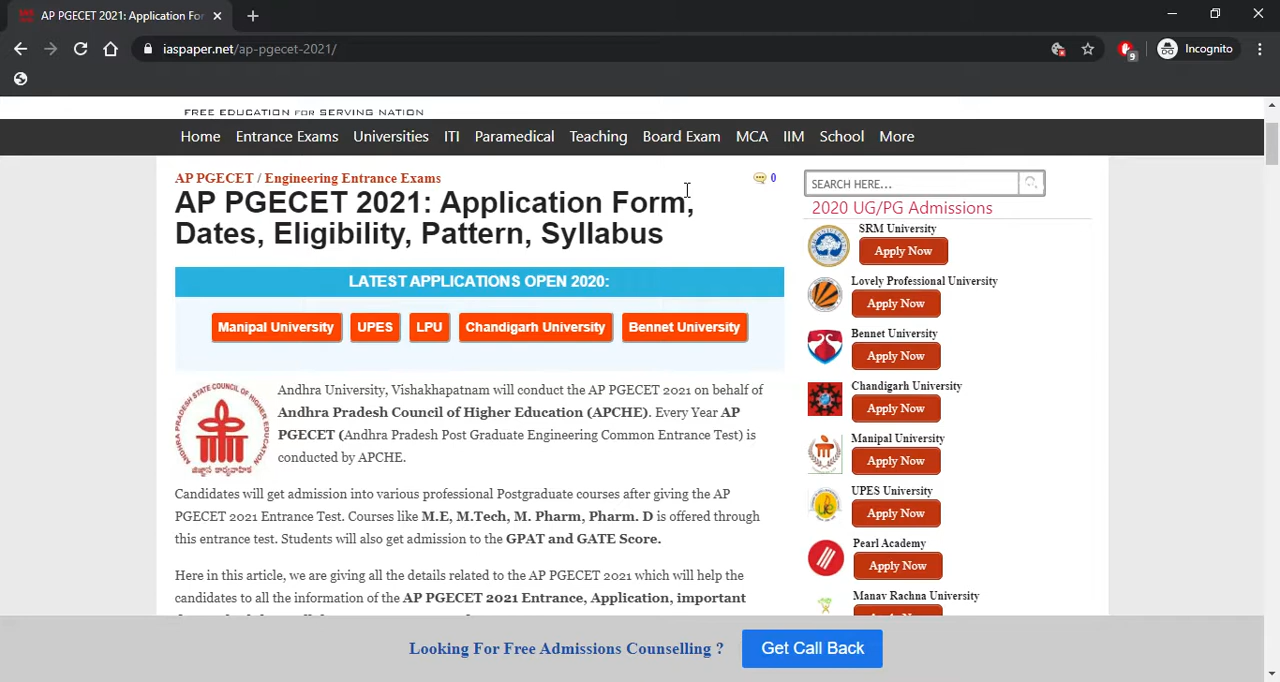 AP PGECET 2021: Application For
iaspaper.net/ap-pgecet-2021/
9
Incognito
FREE EDUCATION FOR SERVING NATION
Home Entrance Exams Universities ITI Paramedical Teaching Board Exam MCA IIM School More
AP PGECET / Engineering Entrance Exams
0
AP PGECET 2021: Application Form,
Dates, Eligibility, Pattern, Syllabus
LATEST APPLICATIONS OPEN 2020:
Manipal University UPES LPU Chandigarh University Bennet University
Andhra University, Vishakhapatnam will conduct the AP PGECET 2021 on behalf of
Andhra Pradesh Council of Higher Education (APCHE). Every Year AP
PGECET (Andhra Pradesh Post Graduate Engineering Common Entrance Test) is
conducted by APCHE.
Candidates will get admission into various professional Postgraduate courses after giving the AP
PGECET 2021 Entrance Test. Courses like M.E, M.Tech, M. Pharm, Pharm. D is offered through
this entrance test. Students will also get admission to the GPAT and GATE Score.
Here in this article, we are giving all the details related to the AP PGECET 2021 which will help the
candidates to all the information of the AP PGECET 2021 Entrance, Application, important
SEARCH HERE...
2020 UG/PG Admissions
SRM University
Apply Now
Lovely Professional University
Apply Now
Bennet University
Apply Now
Chandigarh University
Apply Now
Manipal University
Apply Now
UPES University
Apply Now
Pearl Academy
Apply Now
Manav Rachna University
Looking For Free Admissions Counselling ?
Get Call Back